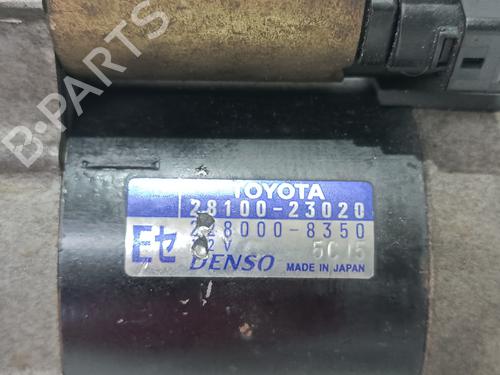 B-PARTS
TOYOTA
28100-23020
228000-8350
Eセ
12V
5C15
DENSO
MADE IN JAPAN